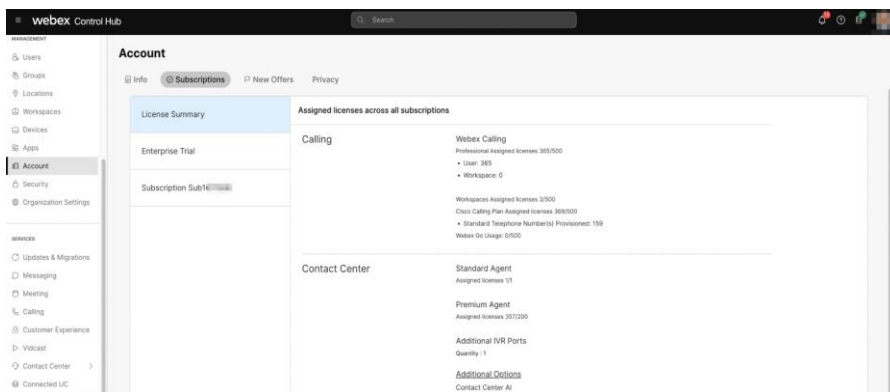 webex Control Hub
Search
MANAGEMENT
Users
Groups
Locations
Workspaces
Devices
Apps
Account
Security
Organization Settings
SERVICES
Updates & Migrations
Messaging
Meeting
Calling
Customer Experience
Vidcast
Contact Center
Connected UC
Account
Info
Subscriptions
New Offers
Privacy
License Summary
Enterprise Trial
Subscription Sub1
Assigned licenses across all subscriptions
Calling
Webex Calling
Professional Assigned licenses 365/500
• User: 365
• Workspace: 0
Workspaces Assigned licenses 3/500
Cisco Calling Plan Assigned licenses 369/500
• Standard Telephone Number(s) Provisioned: 159
Webex Go Usage: 0/500
Contact Center
Standard Agent
Assigned licenses 1/1
Premium Agent
Assigned licenses 357/200
Additional IVR Ports
Quantity : 1
Additional Options
Contact Center AI